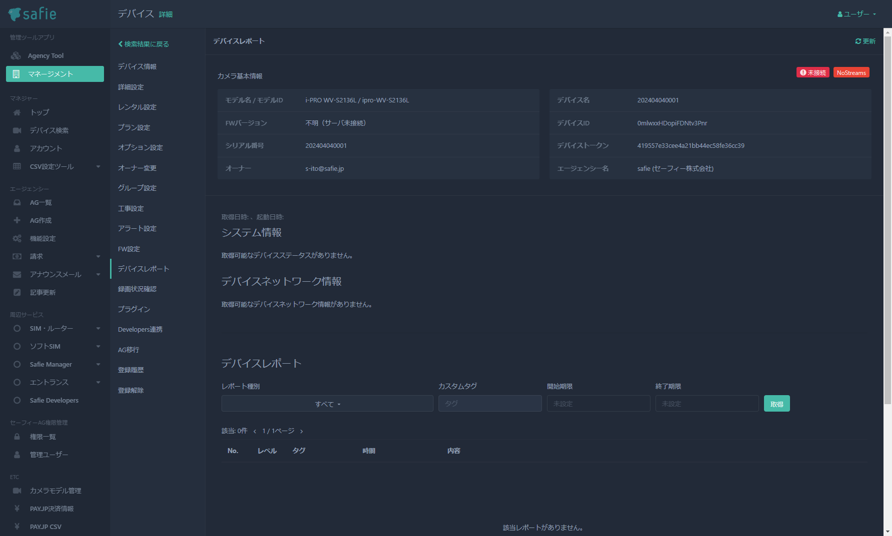 safie
デバイス 詳細
ユーザー
管理ツールアプリ
Agency Tool
マネージメント
マネジャー
トップ
デバイス検索
アカウント
CSV設定ツール
エージェンシー
AG一覧
AG作成
機能設定
請求
アナウンスメール
記事更新
周辺サービス
SIM・ルーター
ソフトSIM
Safie Manager
エントランス
Safie Developers
セーフィーAG権限管理
権限一覧
管理ユーザー
ETC
カメラモデル管理
PAYJP決済情報
PAYJP CSV
検索結果に戻る
デバイス情報
詳細設定
レンタル設定
プラン設定
オプション設定
オーナー変更
グループ設定
工事設定
アラート設定
FW設定
デバイスレポート
録画状況確認
プラグイン
Developers連携
AG移行
登録履歴
登録解除
デバイスレポート
更新
カメラ基本情報
未接続 NoStreams
モデル名 / モデルID i-PRO WV-S2136L / ipro-WV-S2136L
FWバージョン 不明（サーバ未接続）
シリアル番号 202404040001
オーナー s-ito@safie.jp
デバイス名 202404040001
デバイスID 0mlwxxHDopiFDNtv3Pnr
デバイストークン 419557e33cee4a21bb44ec58fe36cc39
エージェンシー名 safie (セーフィー株式会社)
取得日時: 、起動日時:
システム情報
取得可能なデバイスステータスがありません。
デバイスネットワーク情報
取得可能なデバイスネットワーク情報がありません。
デバイスレポート
レポート種別 カスタムタグ 開始期限 終了期限
すべて タグ 未設定 未設定 取得
該当: 0件 ‹ 1 / 1ページ ›
No. レベル タグ 時間 内容
該当レポートがありません。